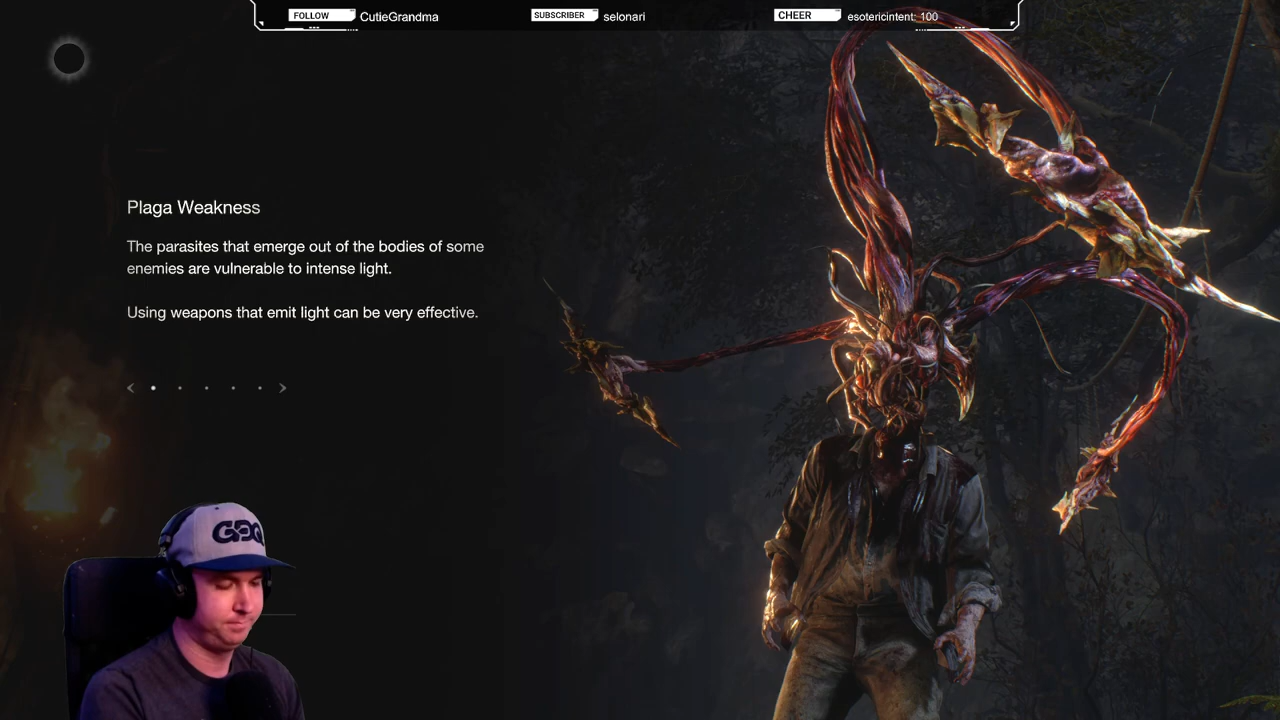 FOLLOW CutieGrandma SUBSCRIBER selonari CHEER esotericintent: 100
Plaga Weakness
The parasites that emerge out of the bodies of some
enemies are vulnerable to intense light.
Using weapons that emit light can be very effective.
GDQ